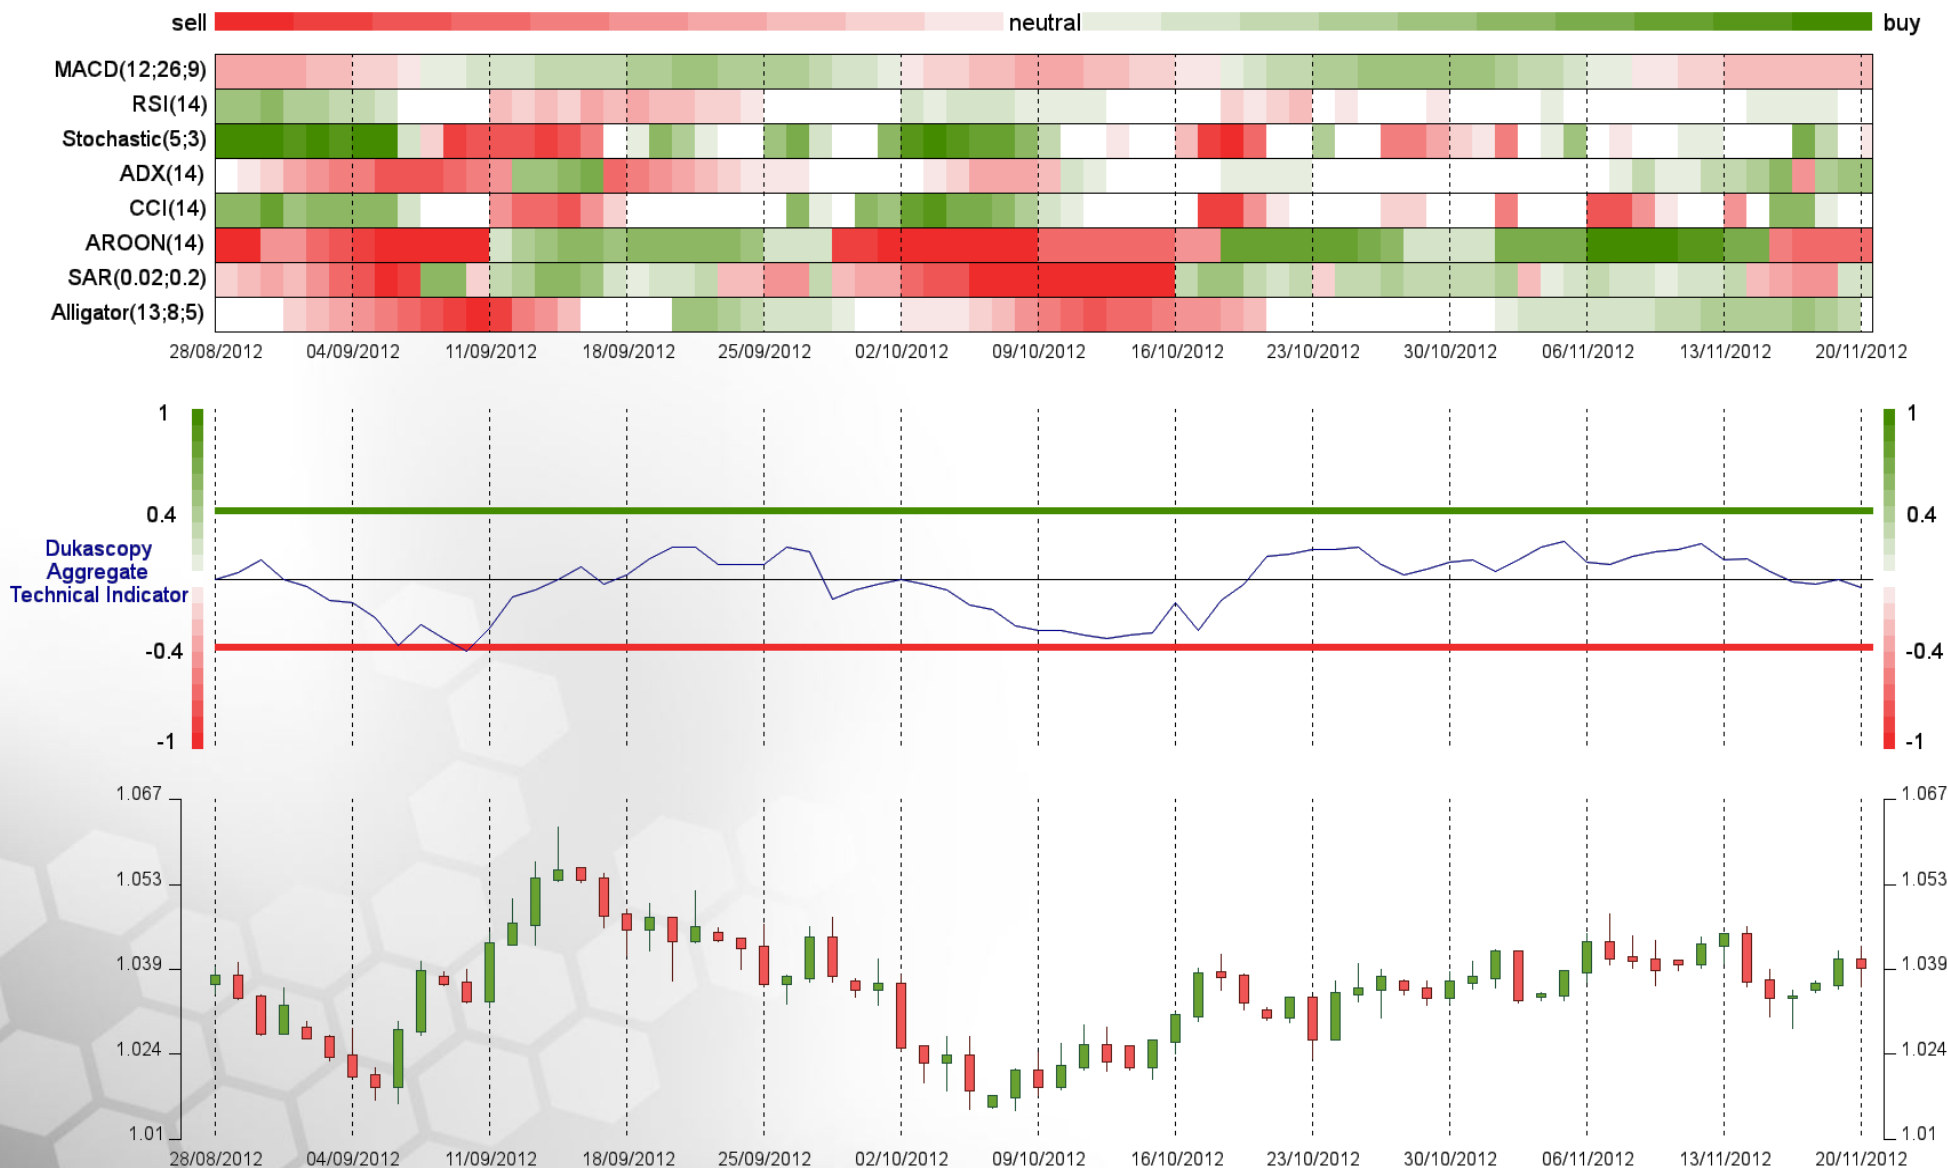 sell neutral buy
MACD(12;26;9)
RSI(14)
Stochastic(5;3)
ADX(14)
CCI(14)
AROON(14)
SAR(0.02;0.2)
Alligator(13;8;5)
28/08/2012 04/09/2012 11/09/2012 18/09/2012 25/09/2012 02/10/2012 09/10/2012 16/10/2012 23/10/2012 30/10/2012 06/11/2012 13/11/2012 20/11/2012
1 1
0.4 0.4
Dukascopy
Aggregate
Technical Indicator
-0.4 -0.4
-1 -1
1.067 1.067
1.053 1.053
1.039 1.039
1.024 1.024
1.01 1.01
28/08/2012 04/09/2012 11/09/2012 18/09/2012 25/09/2012 02/10/2012 09/10/2012 16/10/2012 23/10/2012 30/10/2012 06/11/2012 13/11/2012 20/11/2012